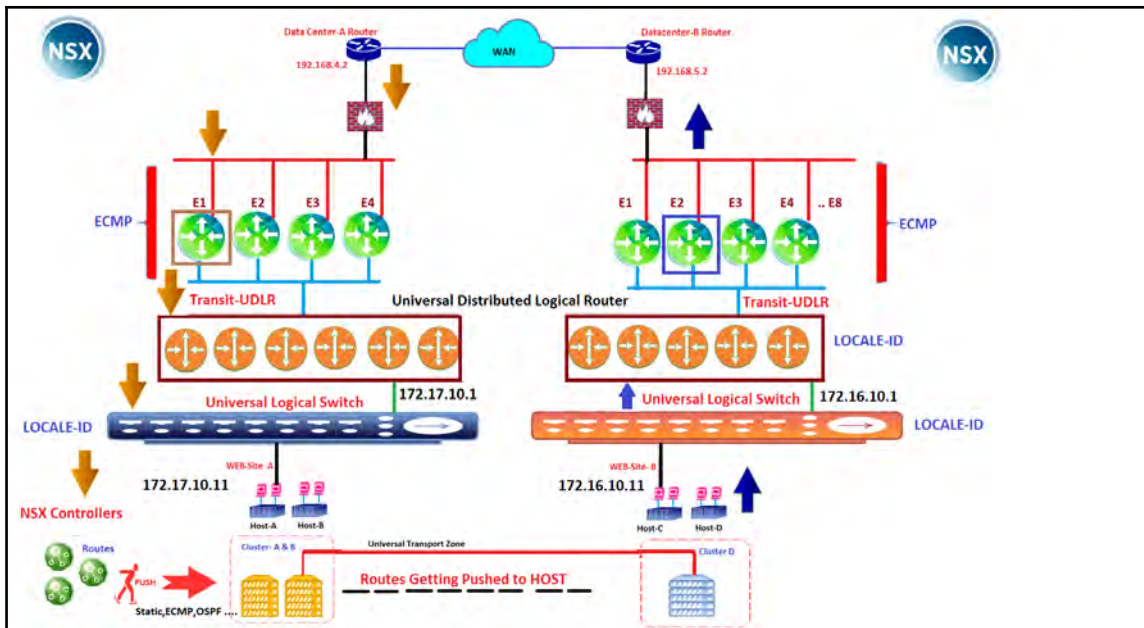 NSX
NSX
Data Center-A Router
Datacenter-B Router
WAN
192.168.4.2
192.168.5.2
ECMP
E1
E2
E3
E4
E1
E2
E3
E4
.. E8
ECMP
Transit-UDLR
Universal Distributed Logical Router
Transit-UDLR
LOCALE-ID
172.17.10.1
172.16.10.1
Universal Logical Switch
Universal Logical Switch
LOCALE-ID
LOCALE-ID
WEB-Site A
WEB-Site- B
172.17.10.11
172.16.10.11
NSX Controllers
Host-A
Host-B
Host-C
Host-D
Routes
Cluster- A & B
Universal Transport Zone
Cluster D
PUSH
Routes Getting Pushed to HOST
Static,ECMP,OSPF ....